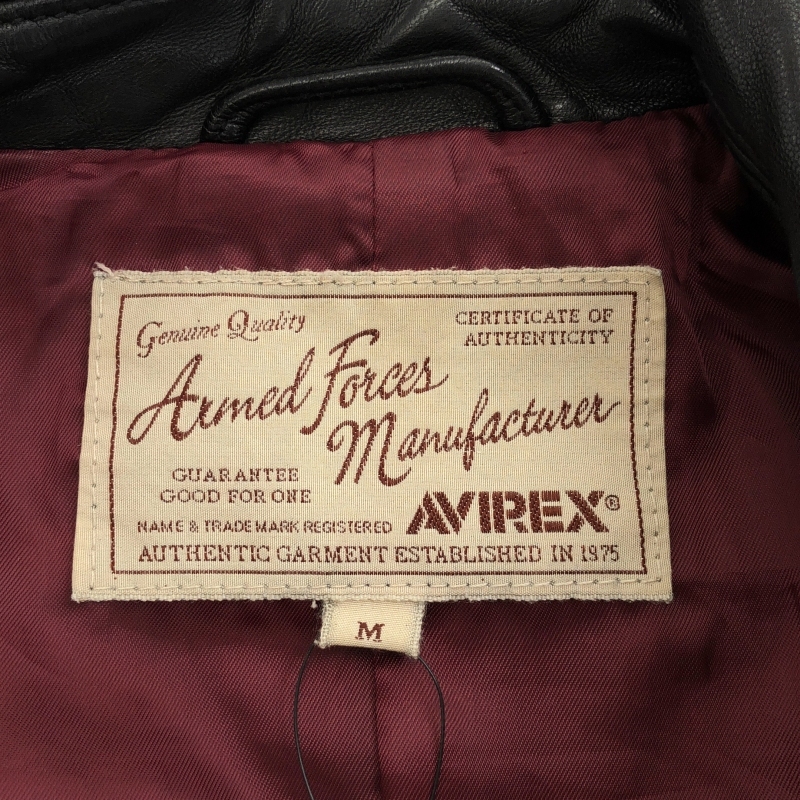 Genuine Quality
CERTIFICATE OF
AUTHENTICITY
Armed Forces
Manufacturer
GUARANTEE
GOOD FOR ONE
NAME & TRADE MARK REGISTERED
AVIREX®
AUTHENTIC GARMENT ESTABLISHED IN 1975
M